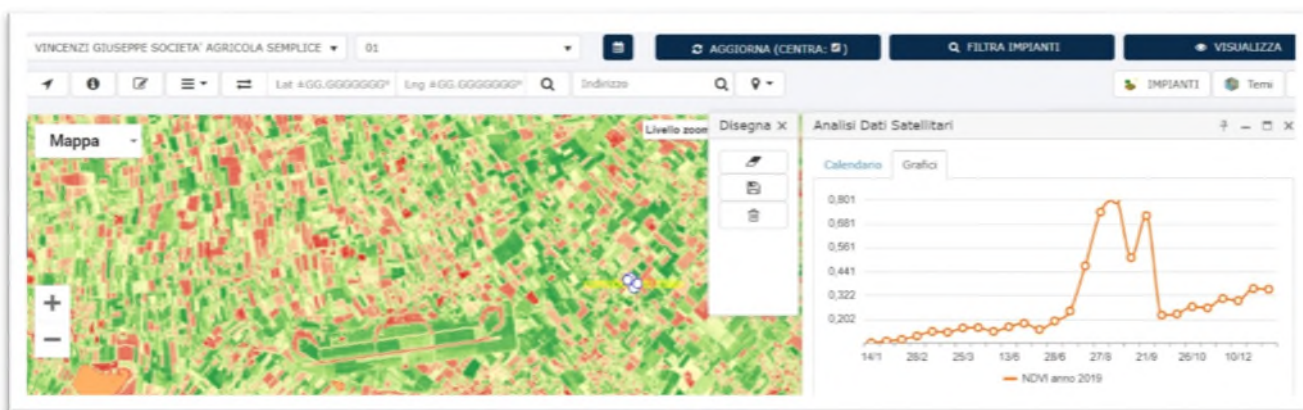 VINCENZI GIUSEPPE SOCIETA' AGRICOLA SEMPLICE 01 AGGIORNA (CENTRA: ) FILTRA IMPIANTI VISUALIZZA
Lat ±GG.GGGGGGG° Lng ±GG.GGGGGGG° Indirizzo IMPIANTI Temi
Mappa
Livello zoom
Disegna
Analisi Dati Satellitari
Calendario Grafici
0,801
0,681
0,561
0,441
0,322
0,202
14/1 28/2 25/3 13/6 28/6 27/8 21/9 26/10 10/12
NDVI anno 2019